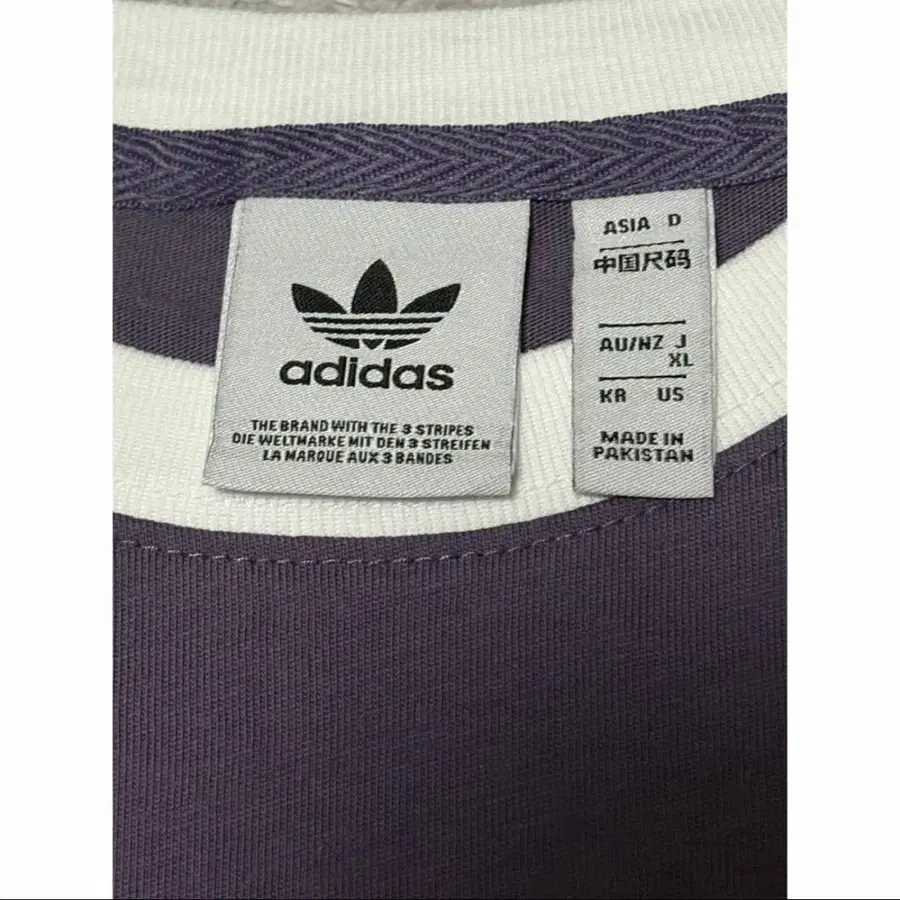 adidas
THE BRAND WITH THE 3 STRIPES
DIE WELTMARKE MIT DEN 3 STREIFEN
LA MARQUE AUX 3 BANDES
ASIA D
中国尺码
AU/NZ J
XL
KR US
MADE IN
PAKISTAN